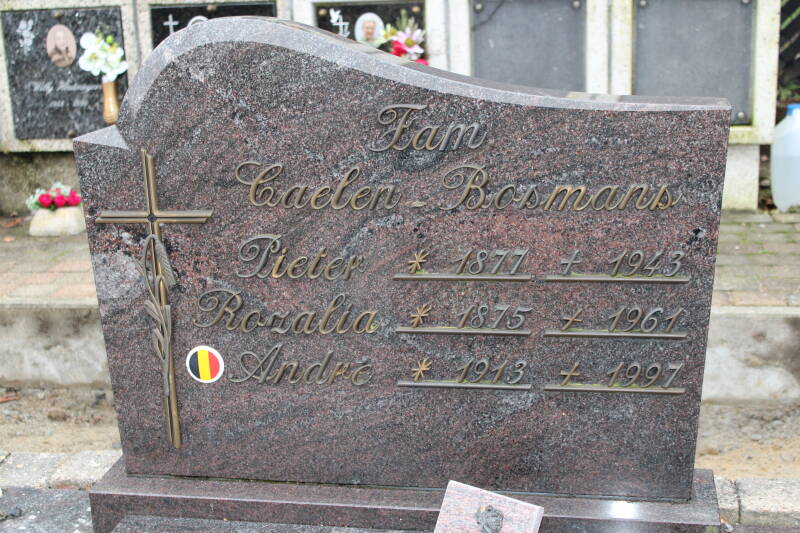 Fam
Caelen - Bosmans
Pieter * 1877 + 1943
Rozalia * 1875 + 1961
André * 1913 + 1997